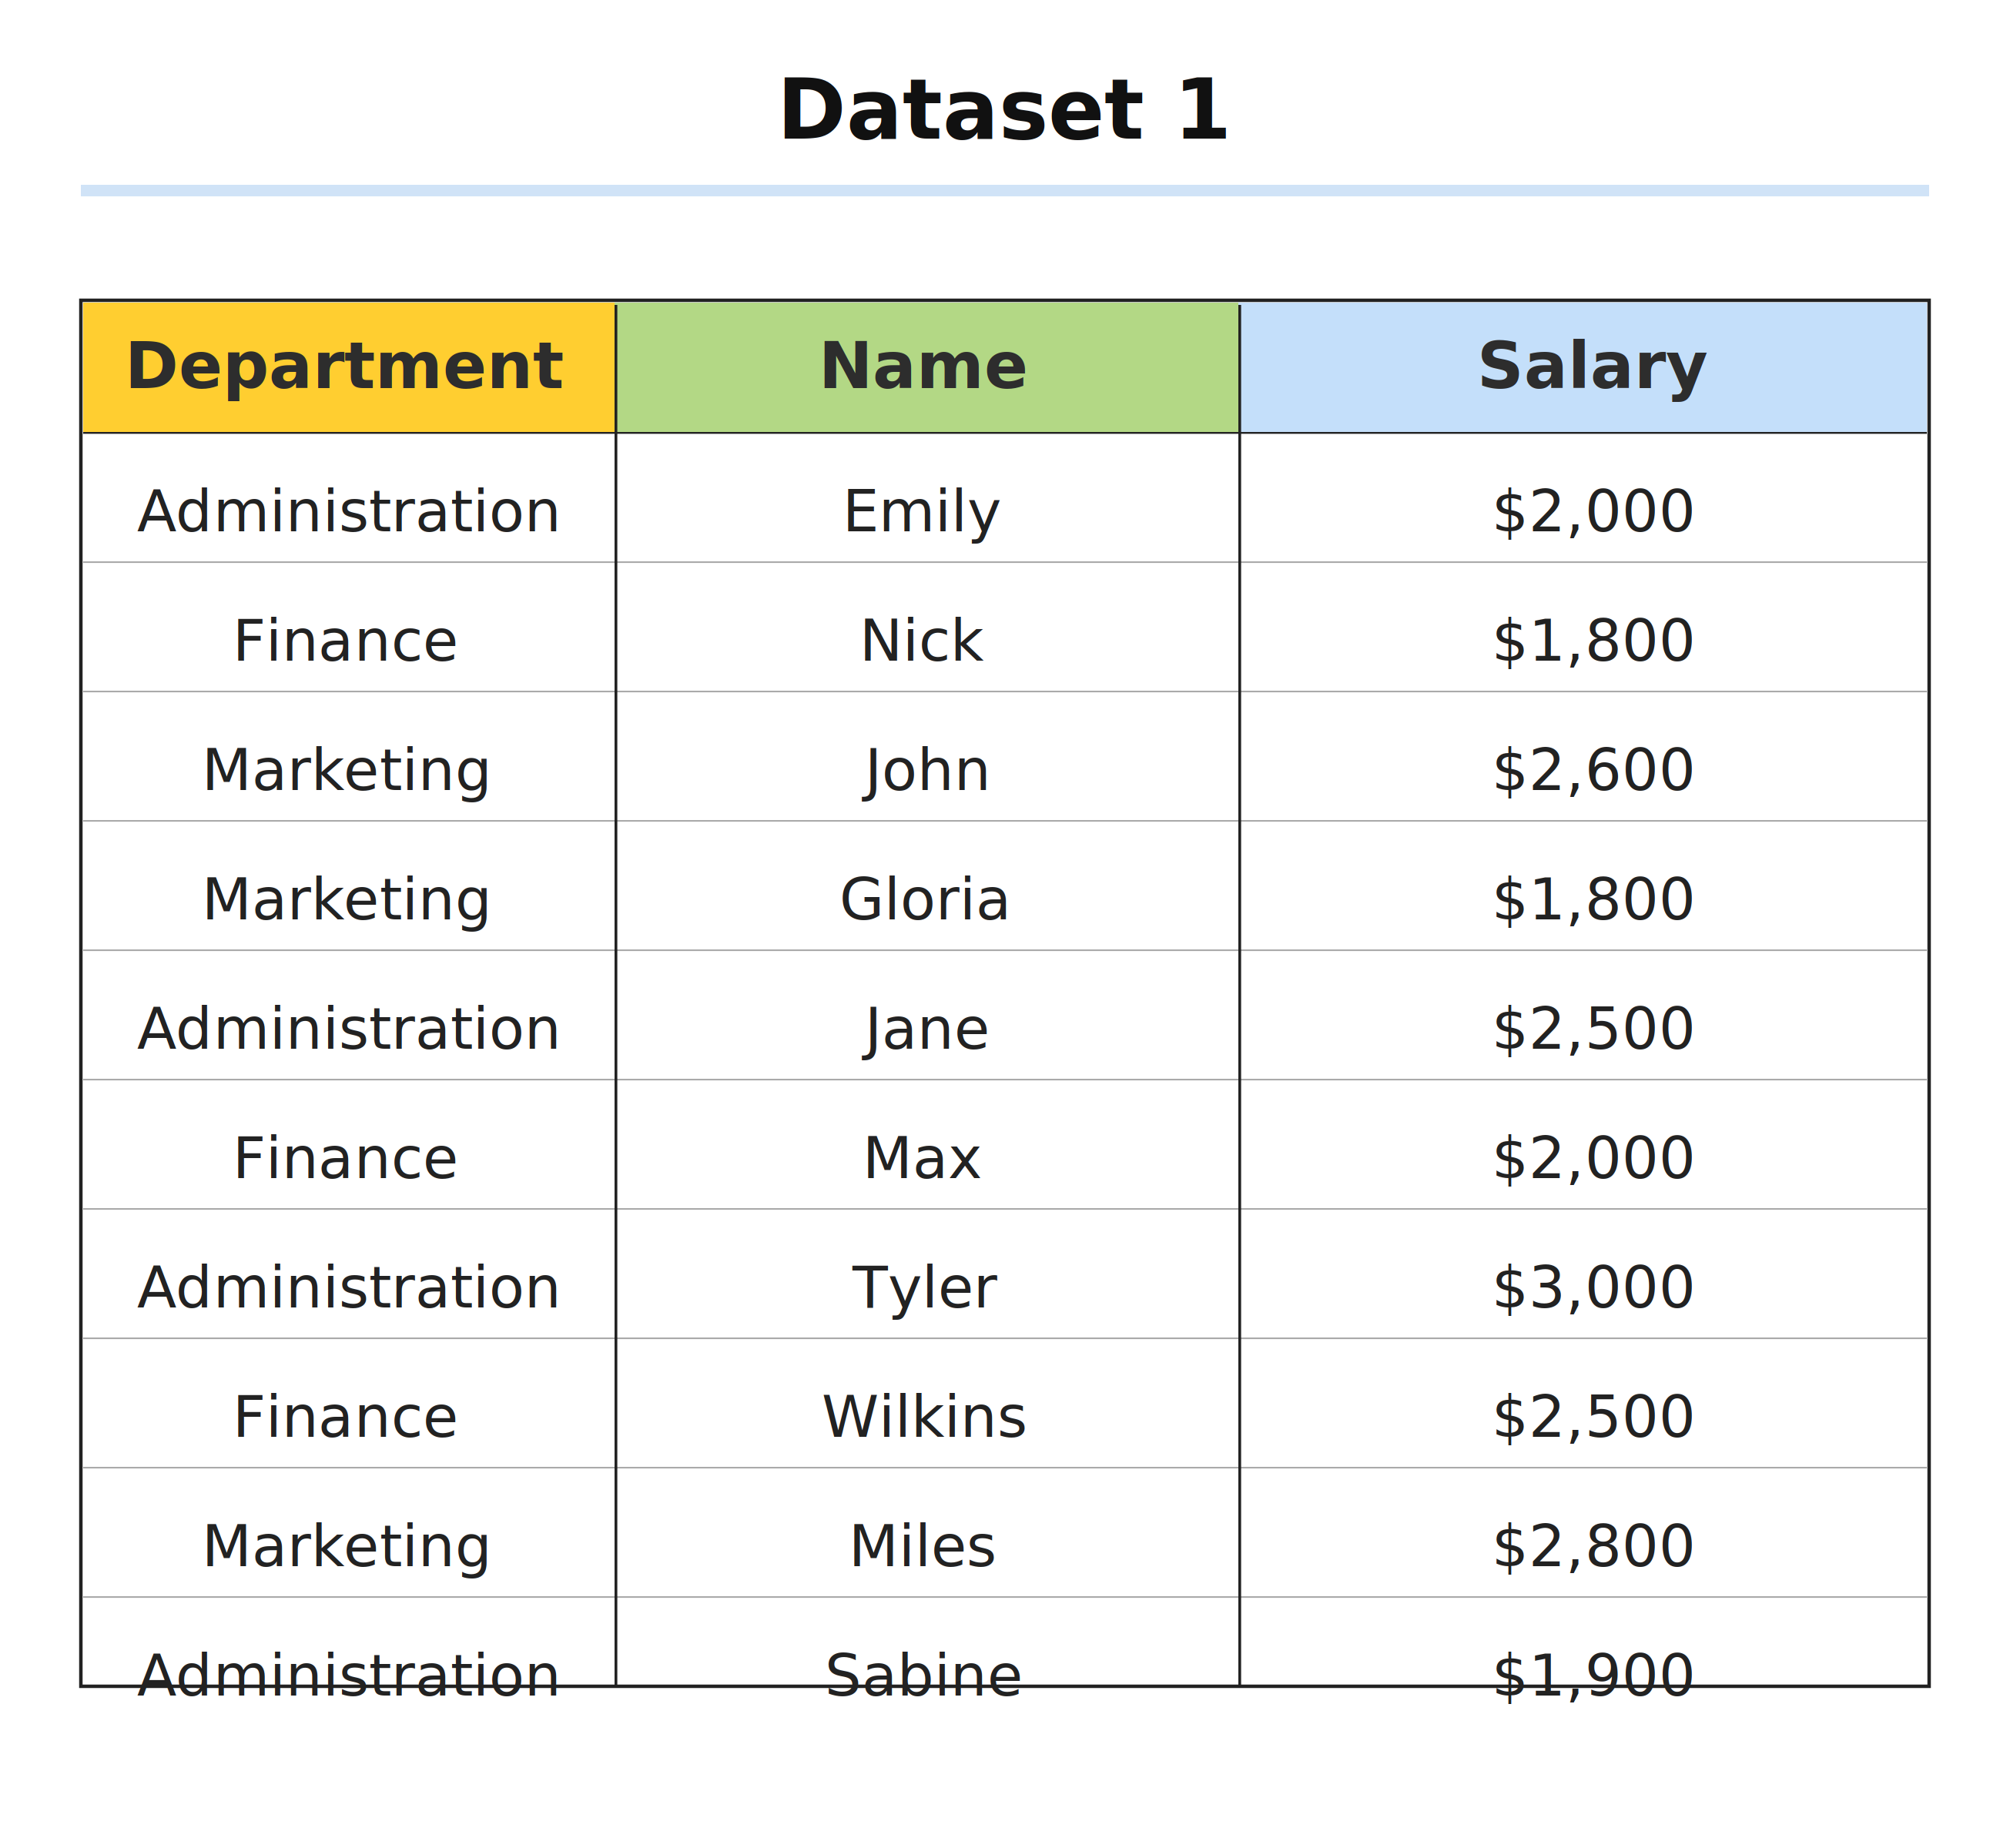 Dataset 1
Department Name Salary
Administration Emily $2,000
Finance Nick $1,800
Marketing John $2,600
Marketing Gloria $1,800
Administration Jane $2,500
Finance Max $2,000
Administration Tyler $3,000
Finance Wilkins $2,500
Marketing Miles $2,800
Administration Sabine $1,900